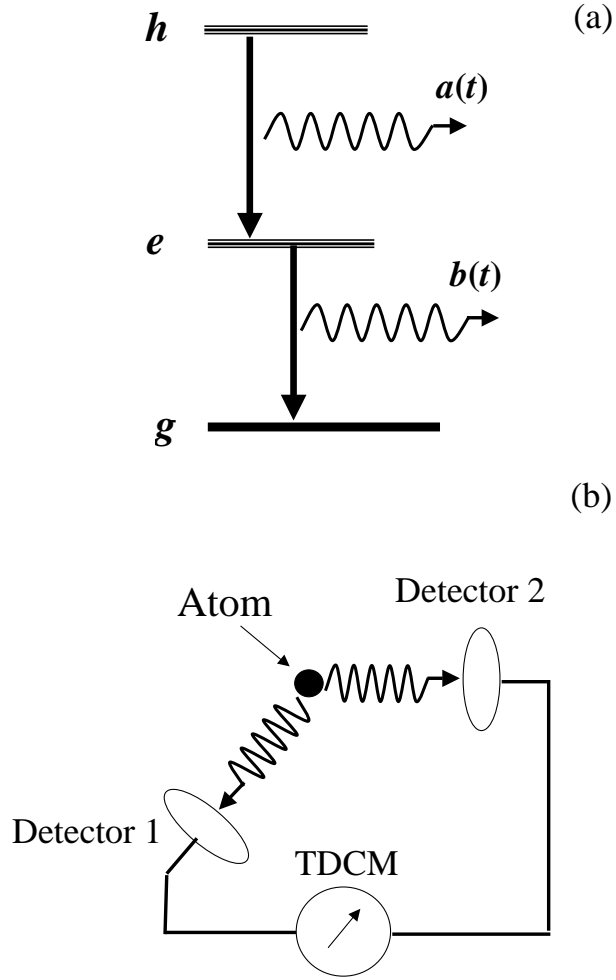 (a)
h
a(t)
e
b(t)
g
(b)
Detector 2
Atom
Detector 1
TDCM